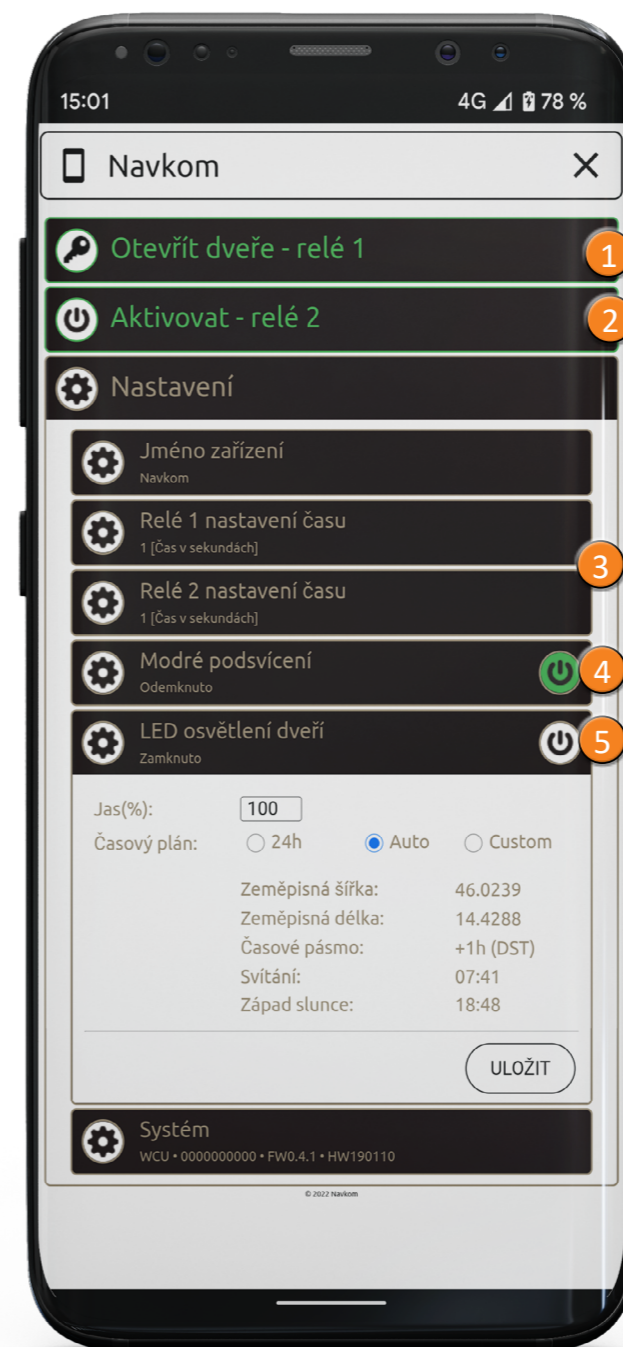 15:01 4G 78 %
Navkom
Otevřít dveře - relé 1 1
Aktivovat - relé 2 2
Nastavení
Jméno zařízení
Navkom
Relé 1 nastavení času
1 [Čas v sekundách]
3
Relé 2 nastavení času
1 [Čas v sekundách]
Modré podsvícení
Odemknuto
4
LED osvětlení dveří
Zamknuto
5
Jas(%): 100
Časový plán: 24h Auto Custom
Zeměpisná šířka: 46.0239
Zeměpisná délka: 14.4288
Časové pásmo: +1h (DST)
Svítání: 07:41
Západ slunce: 18:48
ULOŽIT
Systém
WCU • 0000000000 • FW0.4.1 • HW190110
© 2022 Navkom